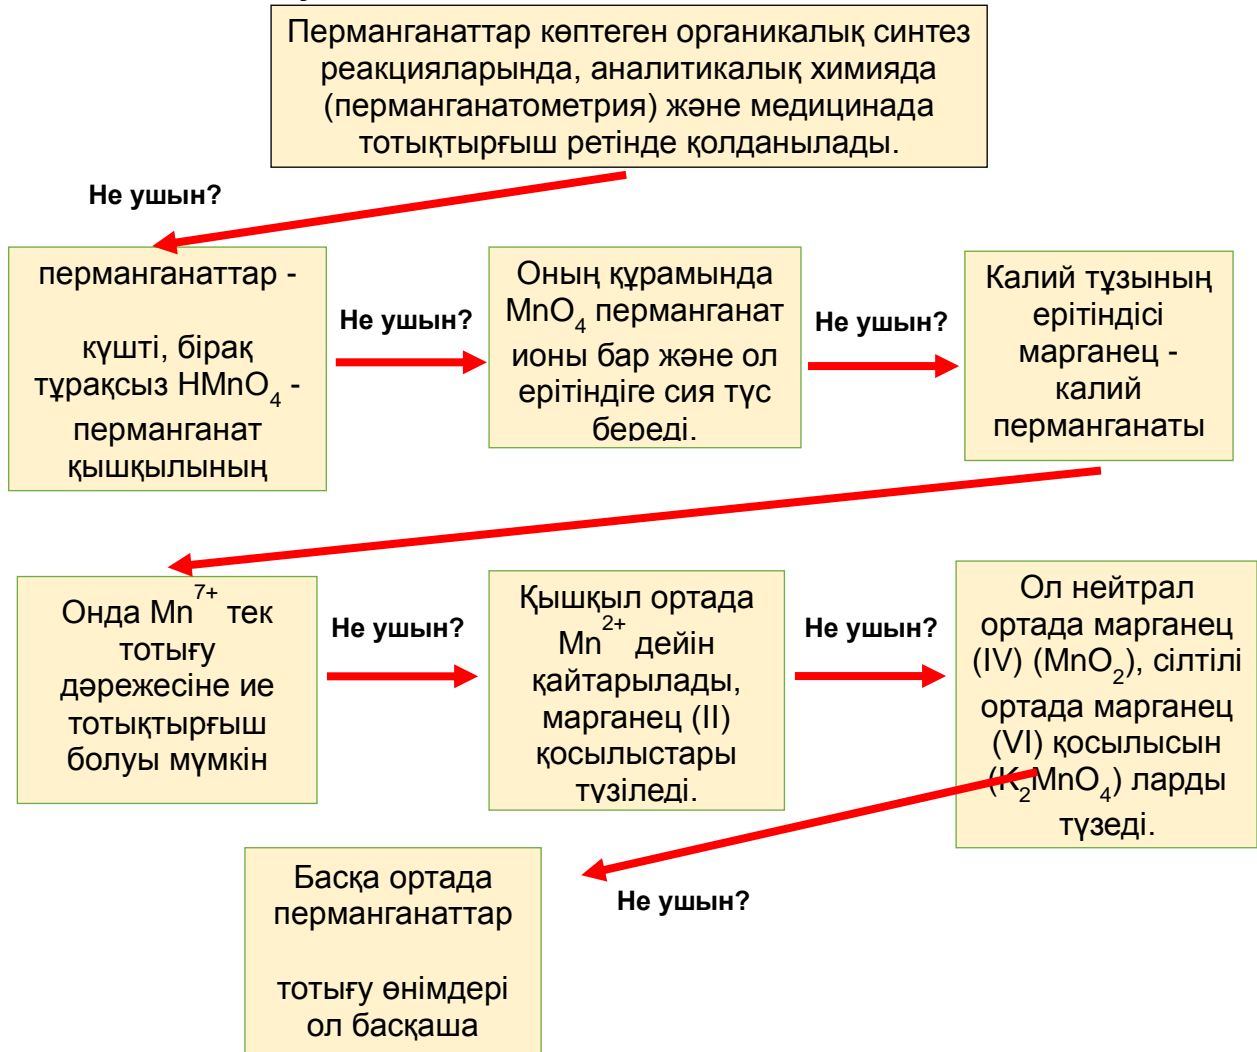 Перманганаттар көптеген органикалық синтез
реакцияларында, аналитикалық химияда
(перманганатометрия) және медицинада
тотықтырғыш ретінде қолданылады.
Не ушын?
перманганаттар -
күшті, бірақ
тұрақсыз HMnO₄ -
перманганат
қышқылының
Не ушын?
Оның құрамында
MnO₄ перманганат
ионы бар және ол
ерітіндіге сия түс
береді.
Не ушын?
Калий тұзының
ерітіндісі
марганец -
калий
перманганаты
Онда Mn⁷⁺ тек
тотығу
дәрежесіне ие
тотықтырғыш
болуы мүмкін
Не ушын?
Қышқыл ортада
Mn²⁺ дейін
қайтарылады,
марганец (II)
қосылыстары
түзіледі.
Не ушын?
Ол нейтрал
ортада марганец
(IV) (MnO₂), сілтілі
ортада марганец
(VI) қосылысын
(K₂MnO₄) ларды
түзеді.
Не ушын?
Басқа ортада
перманганаттар
тотығу өнімдері
ол басқаша